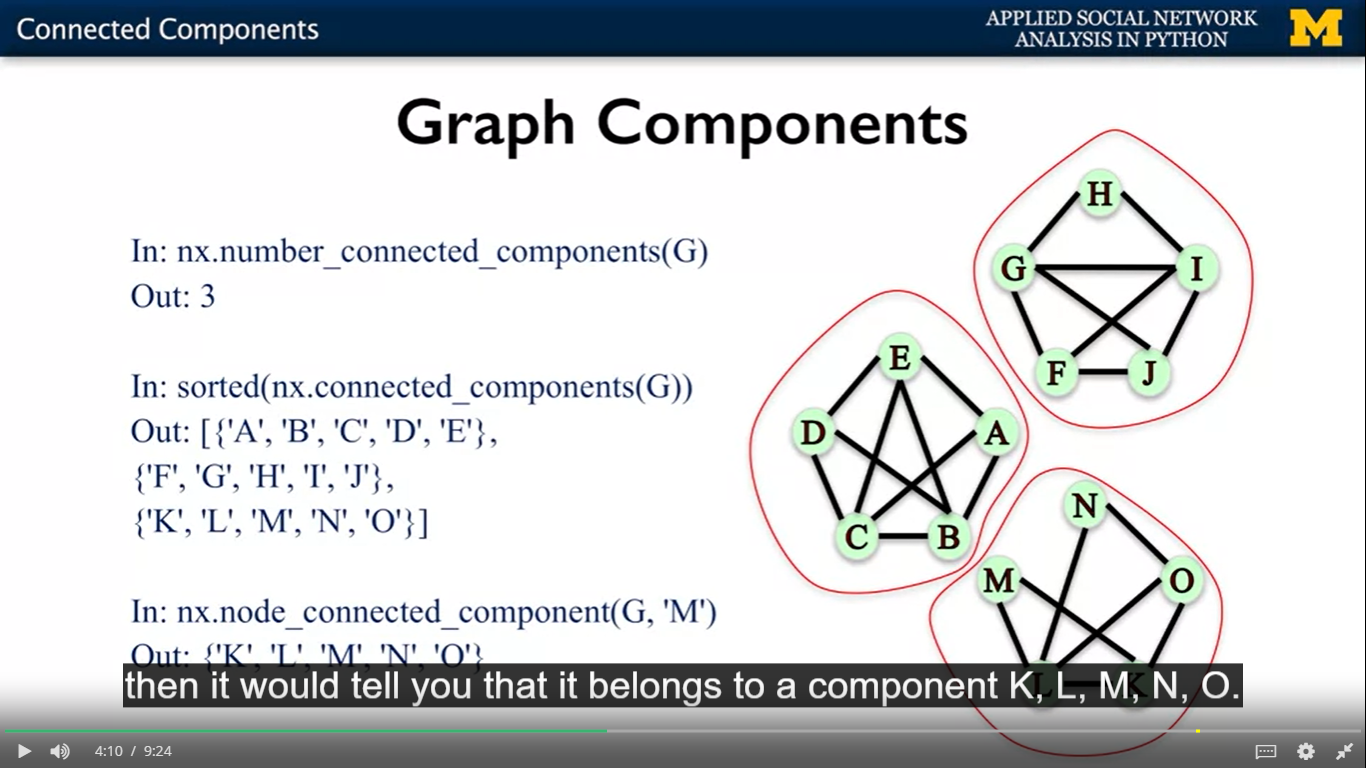 Connected Components
APPLIED SOCIAL NETWORK
ANALYSIS IN PYTHON
M
Graph Components
In: nx.number_connected_components(G)
Out: 3
In: sorted(nx.connected_components(G))
Out: [{'A', 'B', 'C', 'D', 'E'},
{'F', 'G', 'H', 'I', 'J'},
{'K', 'L', 'M', 'N', 'O'}]
In: nx.node_connected_component(G, 'M')
Out: {'K', 'L', 'M', 'N', 'O'}
H
G
I
F
J
E
D
A
C
B
N
M
O
L
K
then it would tell you that it belongs to a component K, L, M, N, O.
4:10 / 9:24